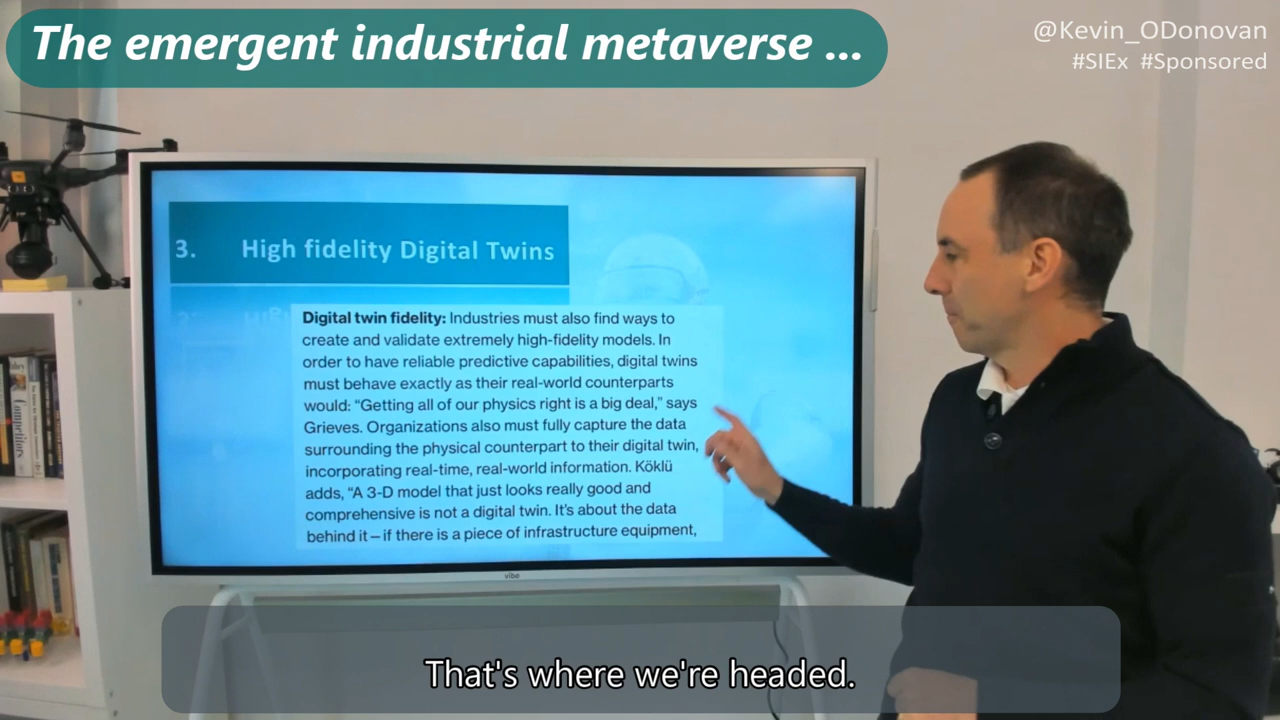 The emergent industrial metaverse ...
@Kevin_ODonovan
#SIEx #Sponsored
3. High fidelity Digital Twins
Digital twin fidelity: Industries must also find ways to
create and validate extremely high-fidelity models. In
order to have reliable predictive capabilities, digital twins
must behave exactly as their real-world counterparts
would: “Getting all of our physics right is a big deal,” says
Grieves. Organizations also must fully capture the data
surrounding the physical counterpart to their digital twin,
incorporating real-time, real-world information. Köklü
adds, “A 3-D model that just looks really good and
comprehensive is not a digital twin. It’s about the data
behind it – if there is a piece of infrastructure equipment,
vibe
Competitors
That's where we're headed.